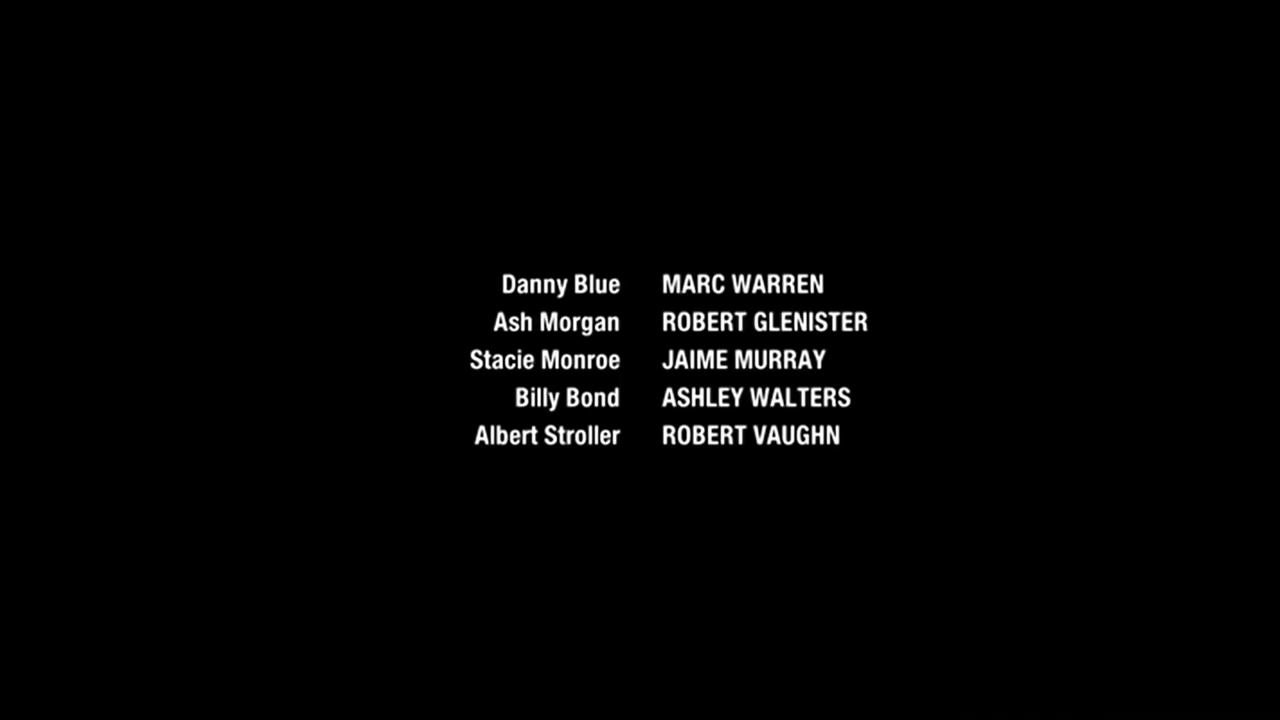 Danny Blue MARC WARREN
Ash Morgan ROBERT GLENISTER
Stacie Monroe JAIME MURRAY
Billy Bond ASHLEY WALTERS
Albert Stroller ROBERT VAUGHN